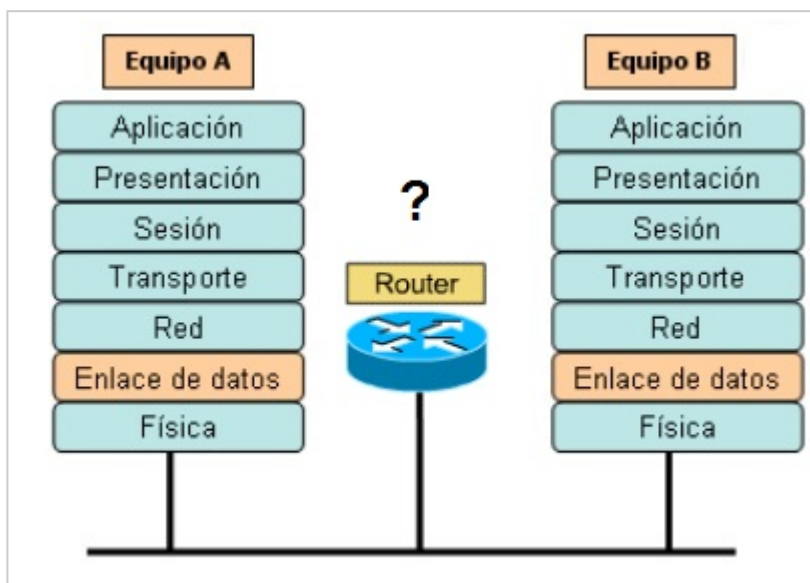 Equipo A
Aplicación
Presentación
Sesión
Transporte
Red
Enlace de datos
Física
?
Router
Equipo B
Aplicación
Presentación
Sesión
Transporte
Red
Enlace de datos
Física